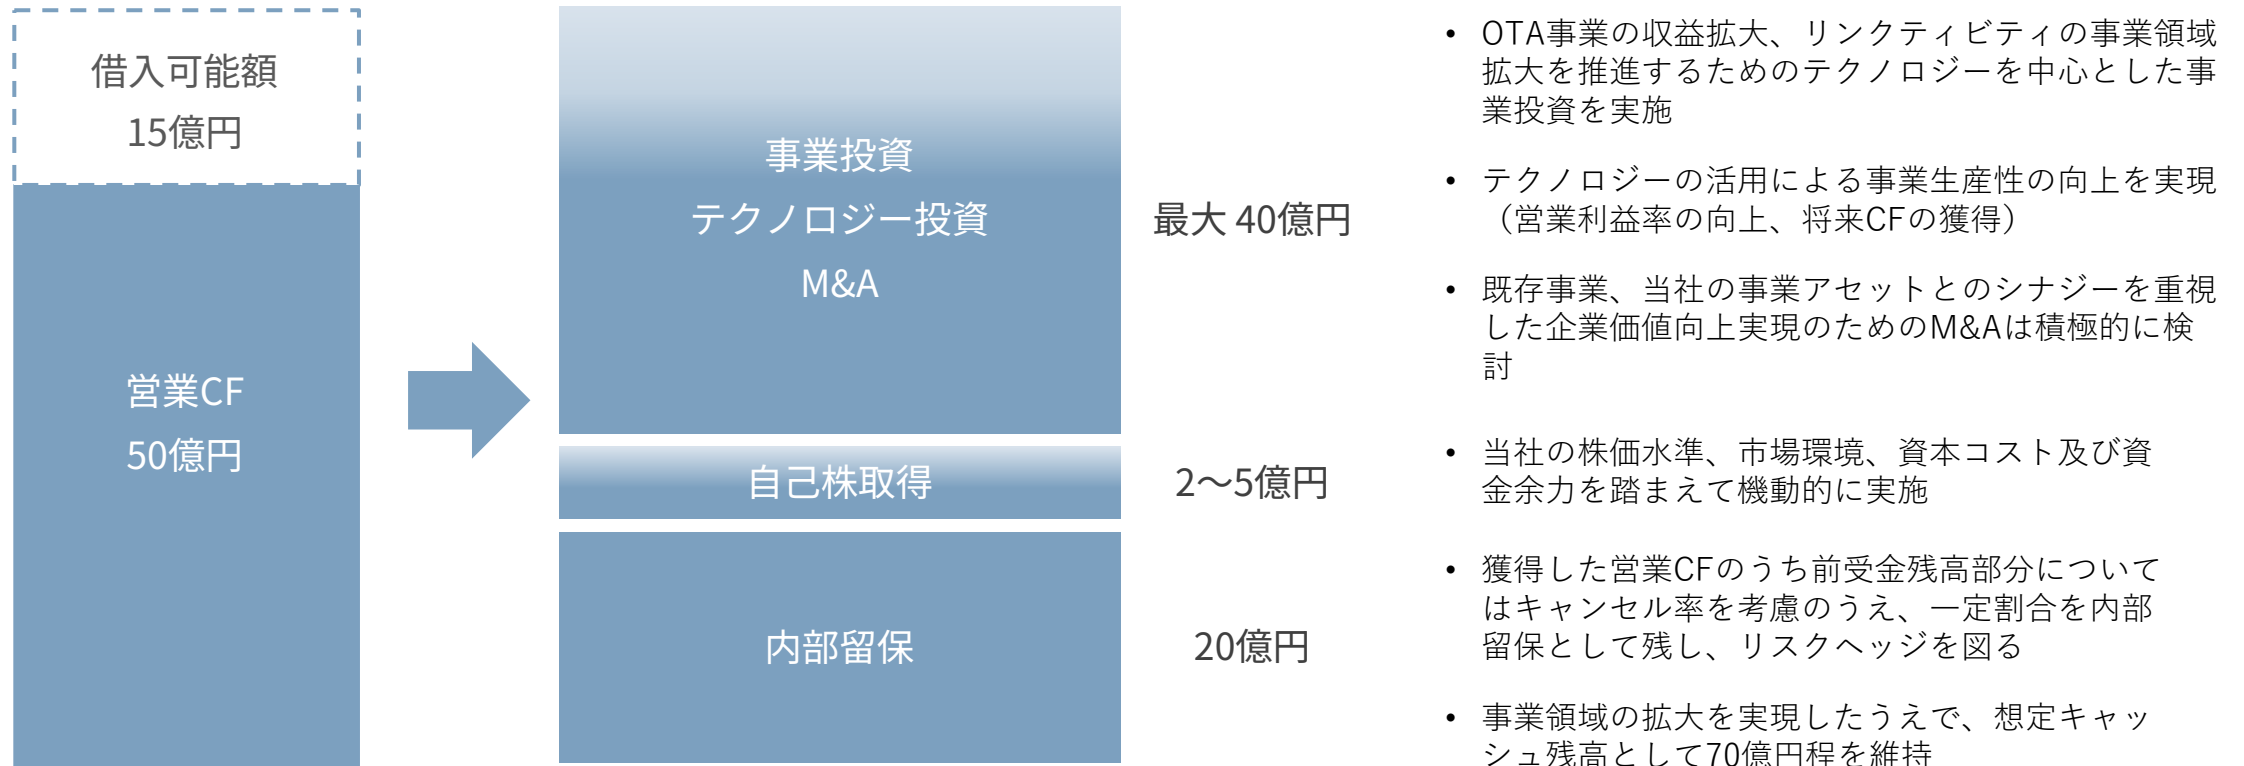 借入可能額
15億円
営業CF
50億円
事業投資
テクノロジー投資
M&A
最大 40億円
自己株取得
2～5億円
内部留保
20億円
• OTA事業の収益拡大、リンクティビティの事業領域
拡大を推進するためのテクノロジーを中心とした事
業投資を実施
• テクノロジーの活用による事業生産性の向上を実現
（営業利益率の向上、将来CFの獲得）
• 既存事業、当社の事業アセットとのシナジーを重視
した企業価値向上実現のためのM&Aは積極的に検
討
• 当社の株価水準、市場環境、資本コスト及び資
金余力を踏まえて機動的に実施
• 獲得した営業CFのうち前受金残高部分について
はキャンセル率を考慮のうえ、一定割合を内部
留保として残し、リスクヘッジを図る
• 事業領域の拡大を実現したうえで、想定キャッ
シュ残高として70億円程を維持